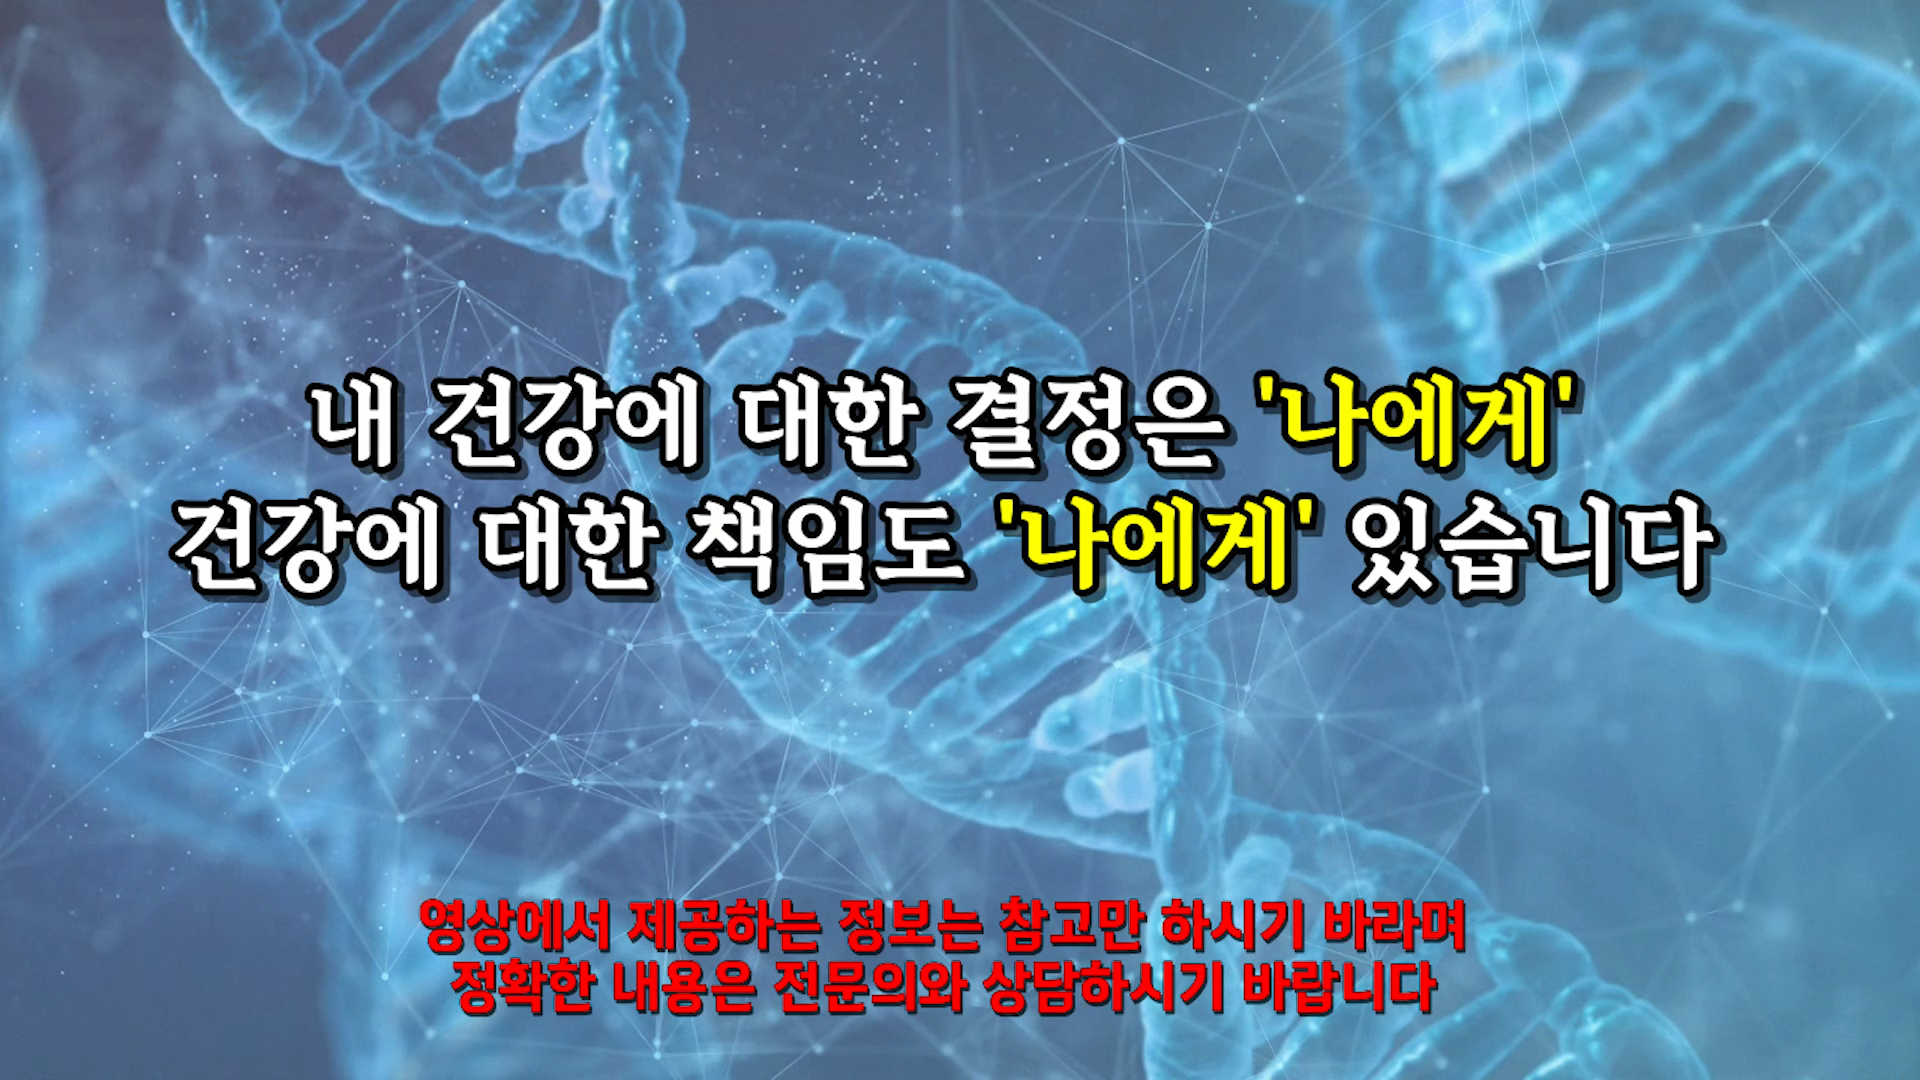 내 건강에 대한 결정은 '나에게'
건강에 대한 책임도 '나에게' 있습니다
영상에서 제공하는 정보는 참고만 하시기 바라며
정확한 내용은 전문의와 상담하시기 바랍니다